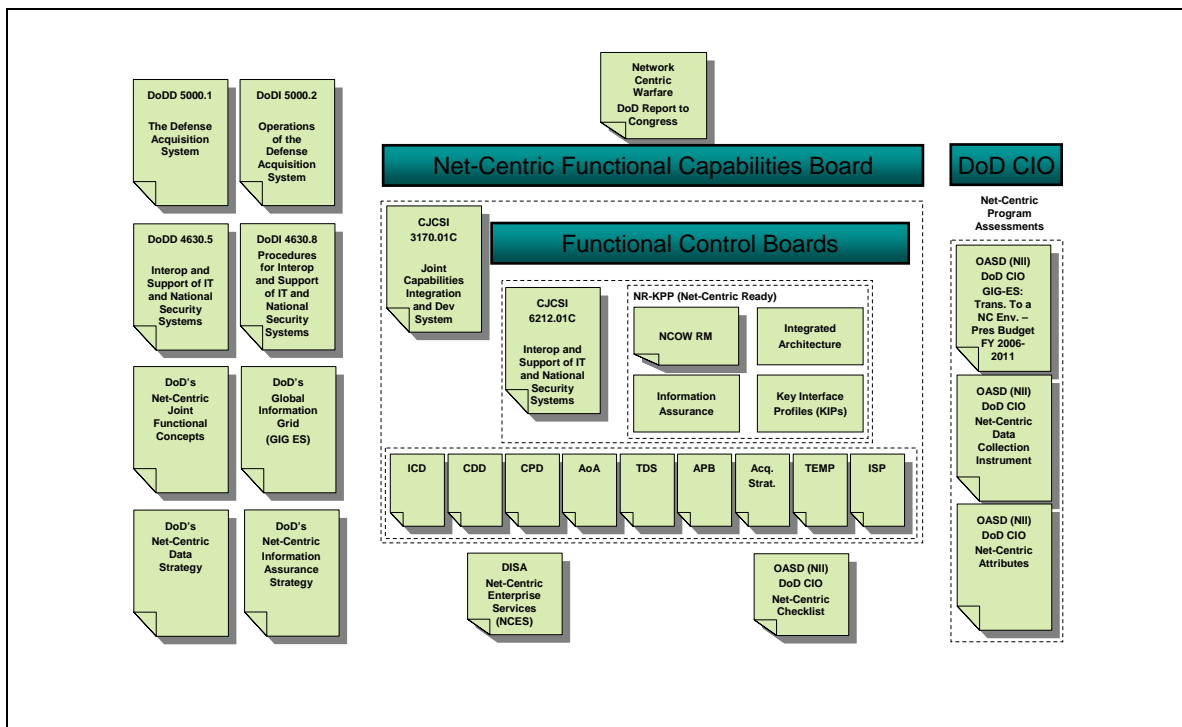 Network
Centric
Warfare
DoD Report to
Congress
DoDD 5000.1
The Defense
Acquisition
System
DoDI 5000.2
Operations
of the
Defense
Acquisition
System
Net-Centric Functional Capabilities Board
DoD CIO
Net-Centric
Program
Assessments
CJCSI
3170.01C
Joint
Capabilities
Integration
and Dev
System
Functional Control Boards
DoDD 4630.5
Interop and
Support of IT
and National
Security
Systems
DoDI 4630.8
Procedures
for Interop
and Support
of IT and
National
Security
Systems
CJCSI
6212.01C
Interop and
Support of IT
and National
Security
Systems
NR-KPP (Net-Centric Ready)
NCOW RM
Integrated
Architecture
Information
Assurance
Key Interface
Profiles (KIPs)
OASD (NII)
DoD CIO
GIG-ES:
Trans. To a
NC Env. –
Pres Budget
FY 2006-
2011
DoD's
Net-Centric
Joint
Functional
Concepts
DoD's
Global
Information
Grid
(GIG ES)
OASD (NII)
DoD CIO
Net-Centric
Data
Collection
Instrument
ICD
CDD
CPD
AoA
TDS
APB
Acq.
Strat.
TEMP
ISP
DoD's
Net-Centric
Data
Strategy
DoD's
Net-Centric
Information
Assurance
Strategy
OASD (NII)
DoD CIO
Net-Centric
Attributes
DISA
Net-Centric
Enterprise
Services
(NCES)
OASD (NII)
DoD CIO
Net-Centric
Checklist